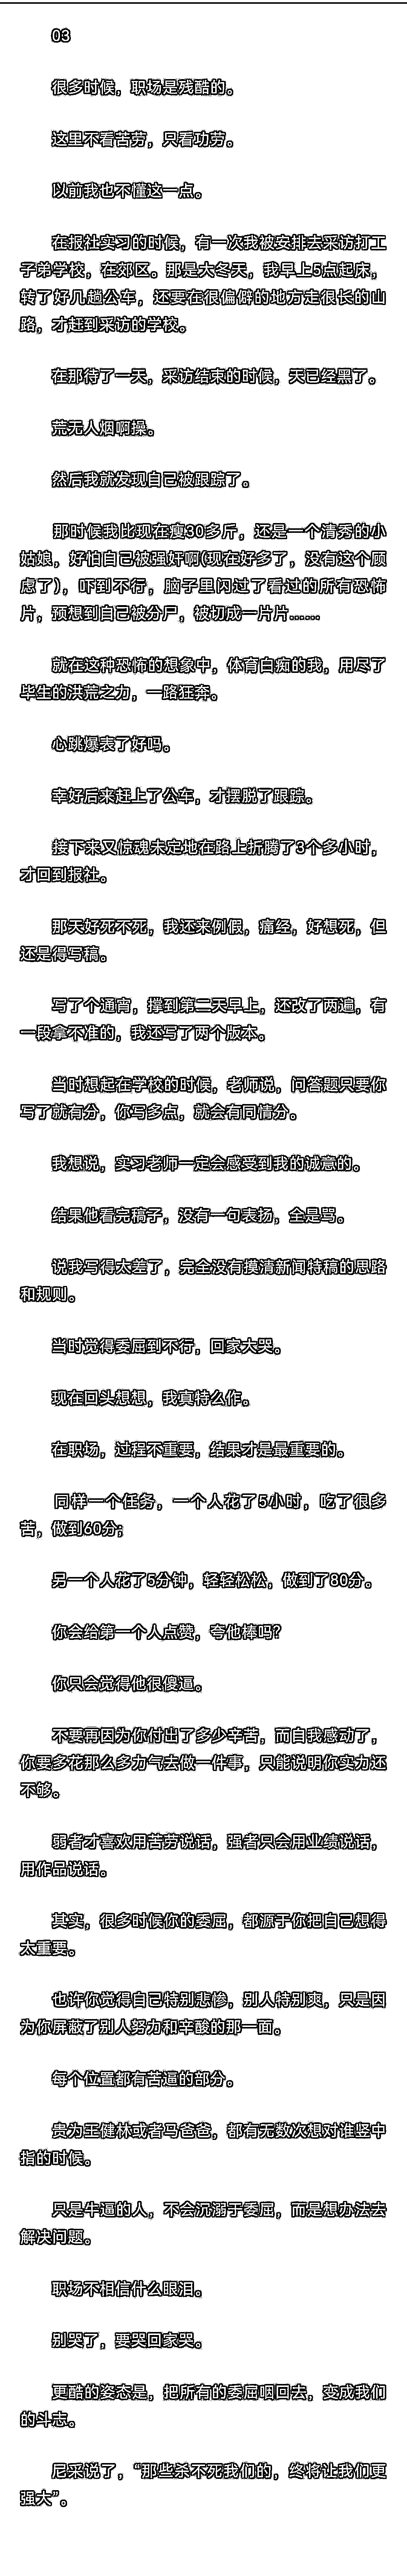 03
很多时候，职场是残酷的。
这里不看苦劳，只看功劳。
以前我也不懂这一点。
在报社实习的时候，有一次我被安排去采访打工
子弟学校，在郊区。那是大冬天，我早上5点起床，
转了好几趟公车，还要在很偏僻的地方走很长的山
路，才赶到采访的学校。
在那待了一天，采访结束的时候，天已经黑了。
荒无人烟啊操。
然后我就发现自己被跟踪了。
那时候我比现在瘦30多斤，还是一个清秀的小
姑娘，好怕自己被强奸啊(现在好多了，没有这个顾
虑了)，吓到不行，脑子里闪过了看过的所有恐怖
片，预想到自己被分尸，被切成一片片……
就在这种恐怖的想象中，体育白痴的我，用尽了
毕生的洪荒之力，一路狂奔。
心跳爆表了好吗。
幸好后来赶上了公车，才摆脱了跟踪。
接下来又惊魂未定地在路上折腾了3个多小时，
才回到报社。
那天好死不死，我还来例假，痛经，好想死，但
还是得写稿。
写了个通宵，撑到第二天早上，还改了两遍，有
一段拿不准的，我还写了两个版本。
当时想起在学校的时候，老师说，问答题只要你
写了就有分，你写多点，就会有同情分。
我想说，实习老师一定会感受到我的诚意的。
结果他看完稿子，没有一句表扬，全是骂。
说我写得太差了，完全没有摸清新闻特稿的思路
和规则。
当时觉得委屈到不行，回家大哭。
现在回头想想，我真特么作。
在职场，过程不重要，结果才是最重要的。
同样一个任务，一个人花了5小时，吃了很多
苦，做到60分；
另一个人花了5分钟，轻轻松松，做到了80分。
你会给第一个人点赞，夸他棒吗？
你只会觉得他很傻逼。
不要再因为你付出了多少辛苦，而自我感动了，
你要多花那么多力气去做一件事，只能说明你实力还
不够。
弱者才喜欢用苦劳说话，强者只会用业绩说话，
用作品说话。
其实，很多时候你的委屈，都源于你把自己想得
太重要。
也许你觉得自己特别悲惨，别人特别爽，只是因
为你屏蔽了别人努力和辛酸的那一面。
每个位置都有苦逼的部分。
贵为王健林或者马爸爸，都有无数次想对谁竖中
指的时候。
只是牛逼的人，不会沉溺于委屈，而是想办法去
解决问题。
职场不相信什么眼泪。
别哭了，要哭回家哭。
更酷的姿态是，把所有的委屈咽回去，变成我们
的斗志。
尼采说了，“那些杀不死我们的，终将让我们更
强大”。